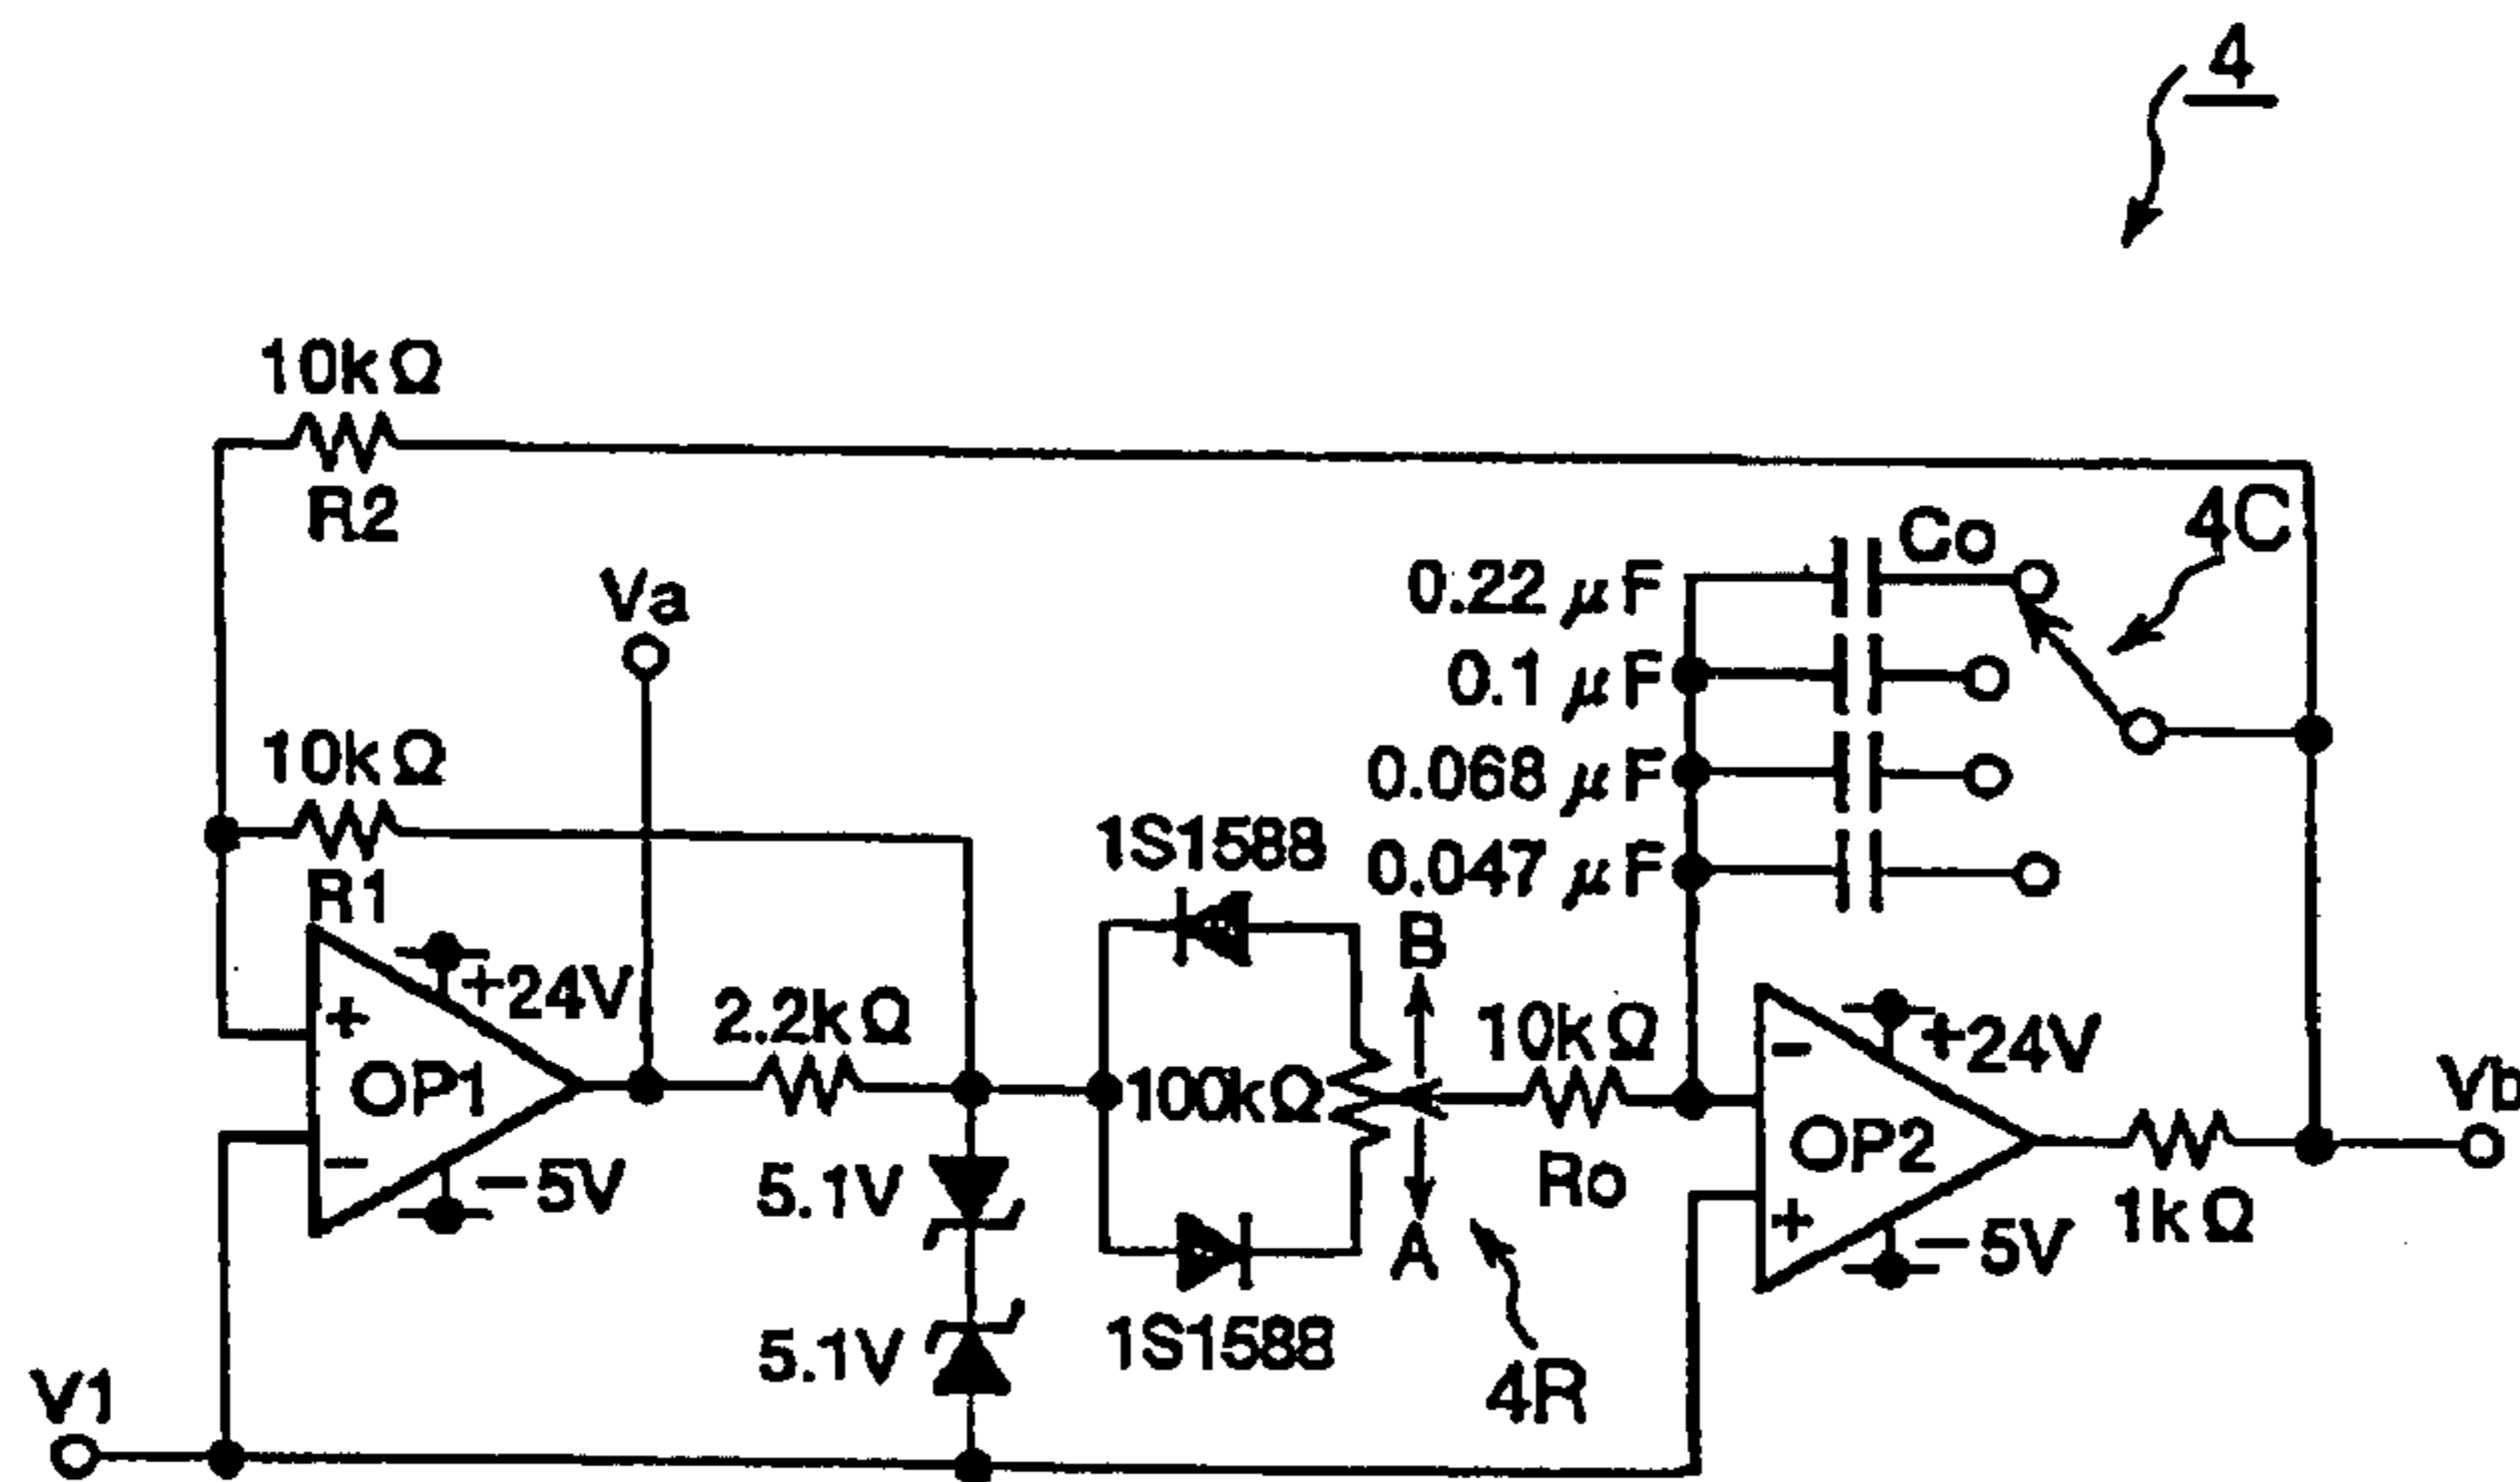 4
10kΩ
R2
Va
Co
4C
0.22 μF
0.1 μF
0.068 μF
0.047 μF
10kΩ
R1
1S1588
B
+24V
+
OP1
−
−5V
2.2kΩ
100kΩ
10kΩ
Ro
+24V
−
OP2
+
−5V
1kΩ
Vb
5.1V
5.1V
A
1S1588
4R
V1